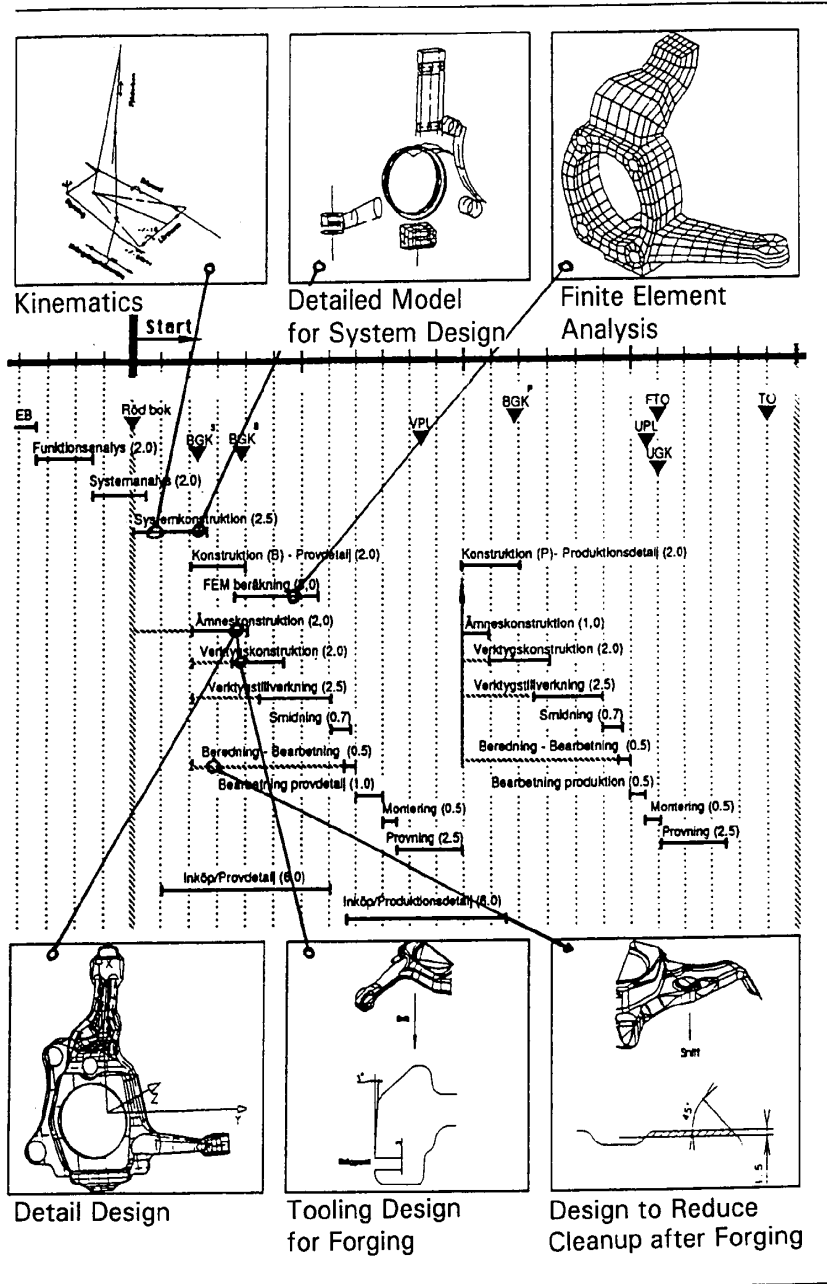 Kinematics
Detailed Model
for System Design
Finite Element
Analysis
Start
EB
Röd bok
BGK S
BGK B
VPL
BGK P
FTO
UPL
UGK
TO
Funktionsanalys (2.0)
Systemanalys (2.0)
Systemkonstruktion (2.5)
Konstruktion (B) - Provdetalj (2.0)
Konstruktion (P)- Produktionsdetalj (2.0)
FEM beräkning (3,0)
Ämneskonstruktion (2,0)
Ämneskonstruktion (1,0)
Verktygskonstruktion (2.0)
Verktygskonstruktion (2.0)
Verktygstillverkning (2.5)
Verktygstillverkning (2.5)
Smidning (0.7)
Smidning (0.7)
Beredning - Bearbetning (0.5)
Beredning - Bearbetning (0.5)
Bearbetning provdetalj (1.0)
Bearbetning produktion (0.5)
Montering (0.5)
Montering (0.5)
Provning (2.5)
Provning (2.5)
Inköp/Provdetalj (6,0)
Inköp/Produktionsdetalj (6.0)
X
Z
Y
Snitt
45°
1.5
Detail Design
Tooling Design
for Forging
Design to Reduce
Cleanup after Forging